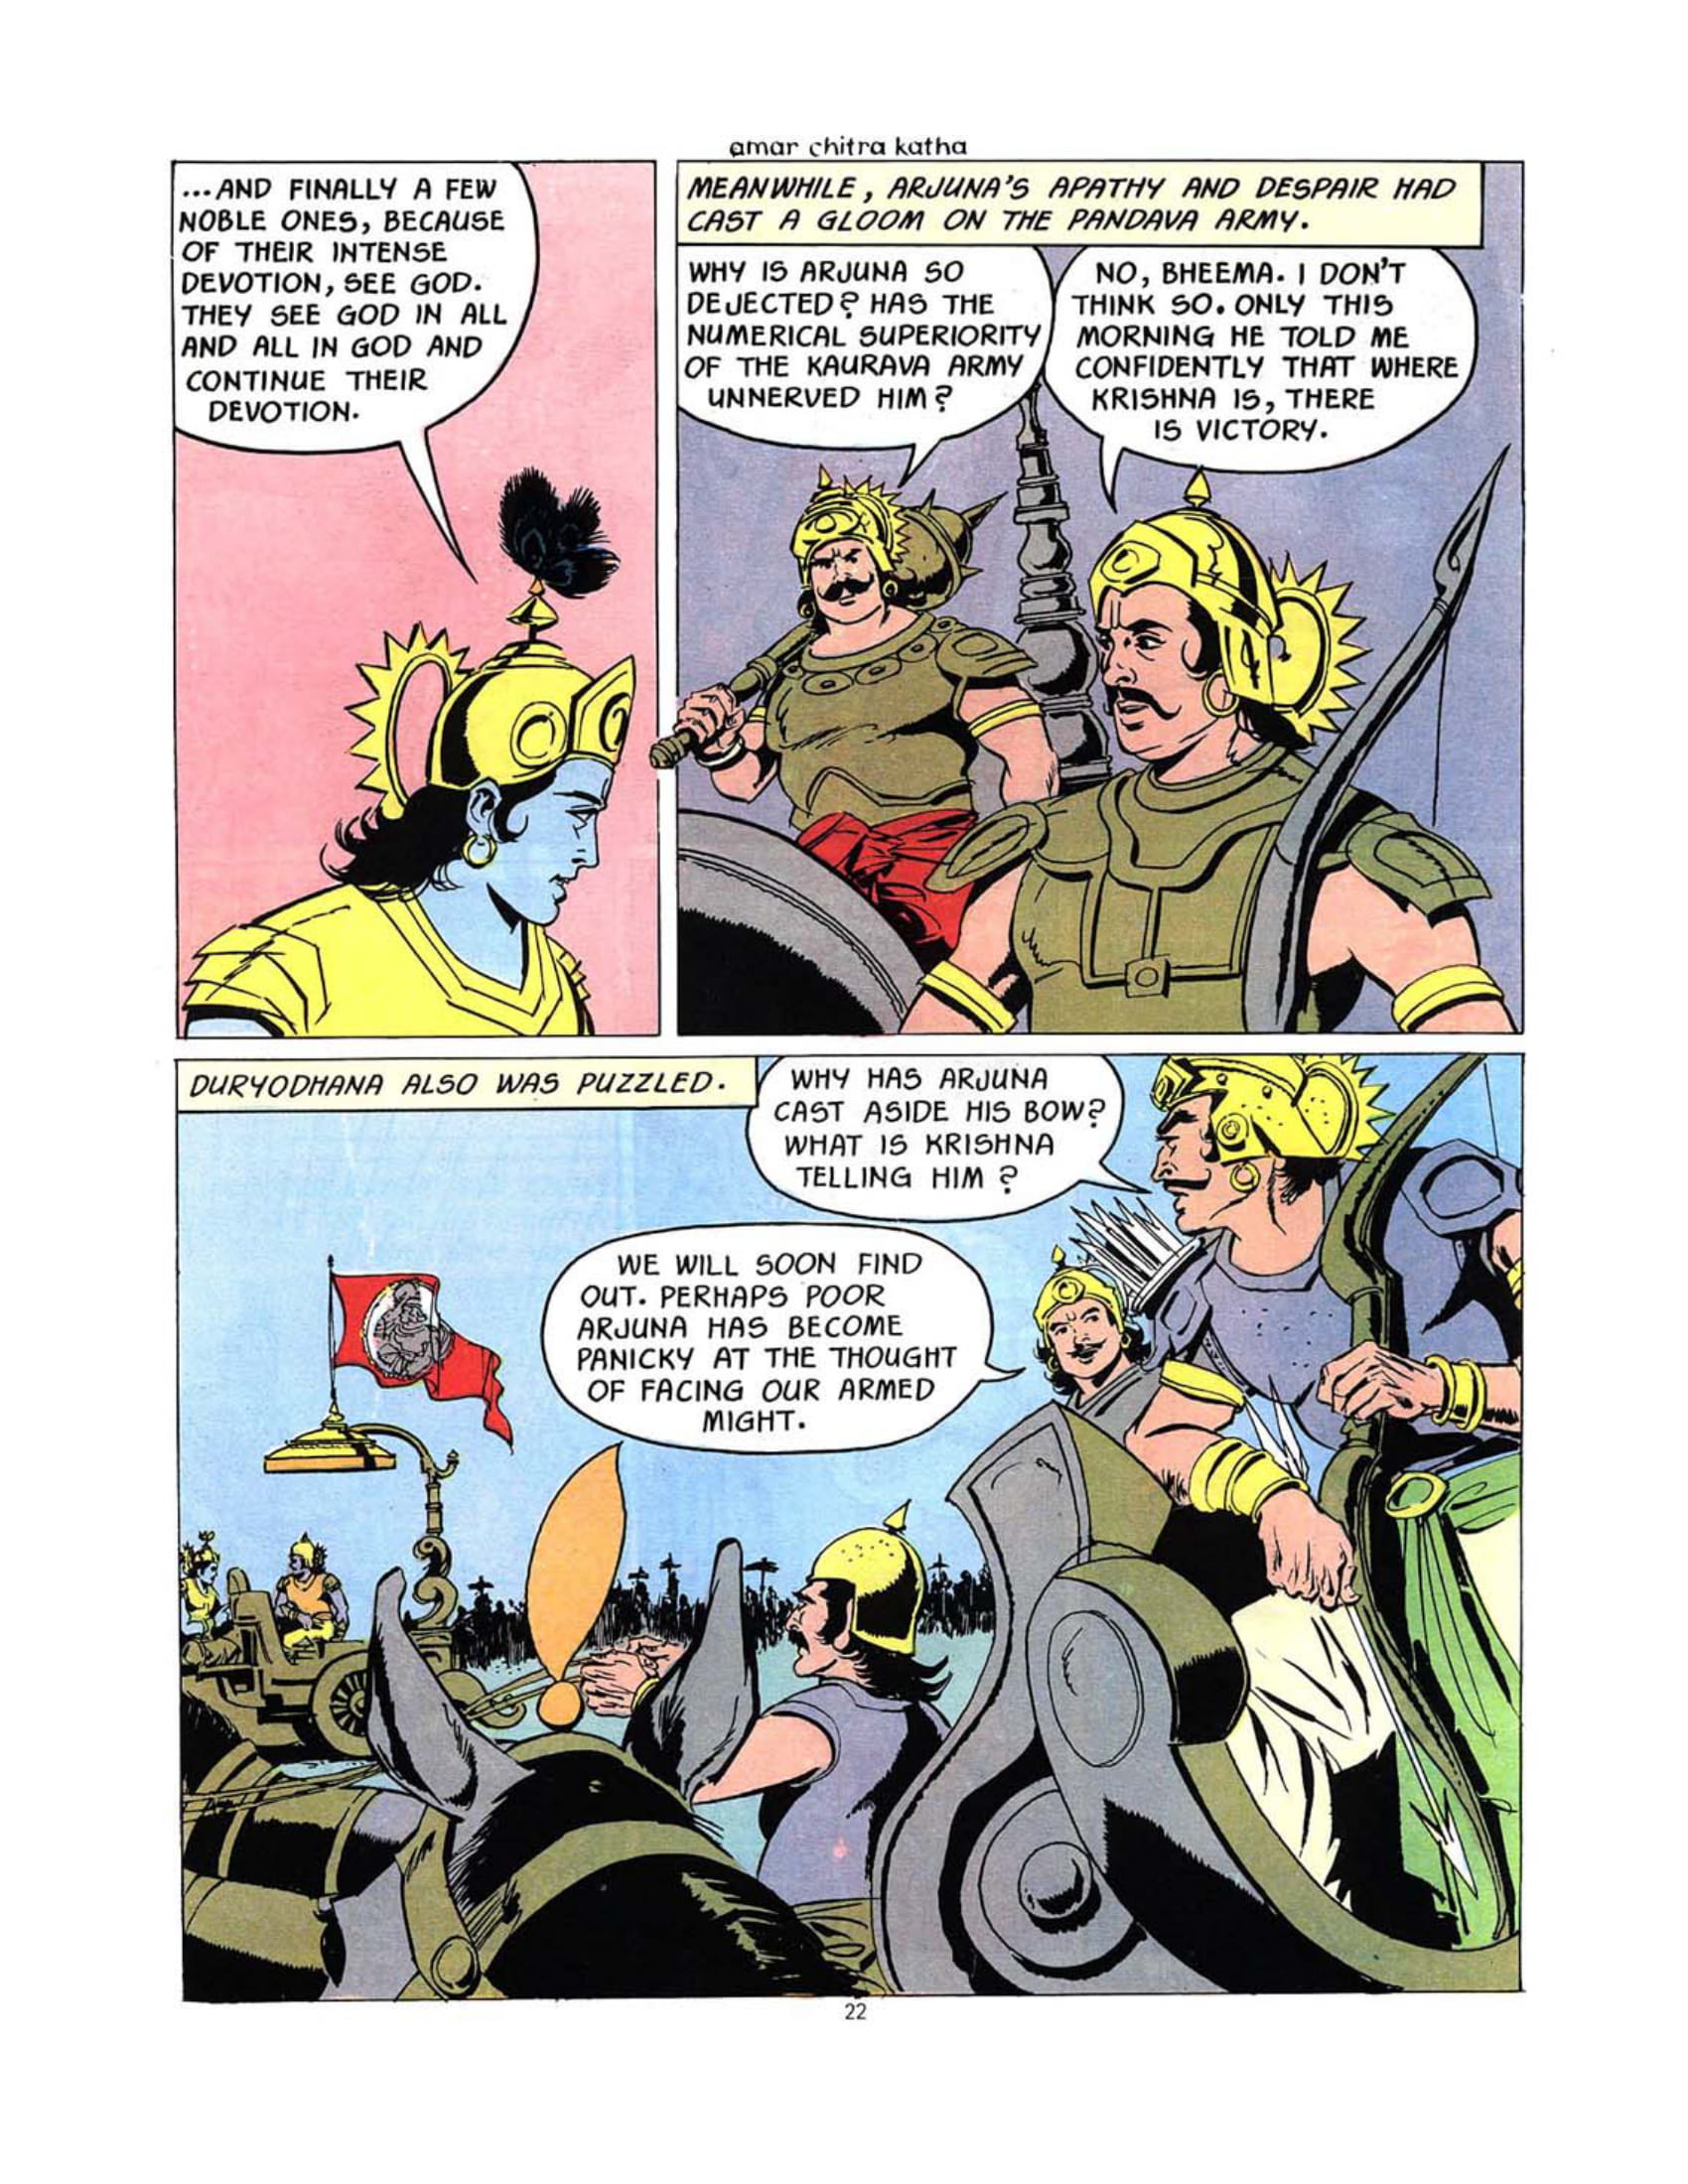 amar chitra katha
...AND FINALLY A FEW
NOBLE ONES, BECAUSE
OF THEIR INTENSE
DEVOTION, SEE GOD.
THEY SEE GOD IN ALL
AND ALL IN GOD AND
CONTINUE THEIR
DEVOTION.
MEANWHILE, ARJUNA'S APATHY AND DESPAIR HAD
CAST A GLOOM ON THE PANDAVA ARMY.
WHY IS ARJUNA SO
DEJECTED? HAS THE
NUMERICAL SUPERIORITY
OF THE KAURAVA ARMY
UNNERVED HIM?
NO, BHEEMA. I DON'T
THINK SO. ONLY THIS
MORNING HE TOLD ME
CONFIDENTLY THAT WHERE
KRISHNA IS, THERE
IS VICTORY.
DURYODHANA ALSO WAS PUZZLED.
WHY HAS ARJUNA
CAST ASIDE HIS BOW?
WHAT IS KRISHNA
TELLING HIM?
WE WILL SOON FIND
OUT. PERHAPS POOR
ARJUNA HAS BECOME
PANICKY AT THE THOUGHT
OF FACING OUR ARMED
MIGHT.
22